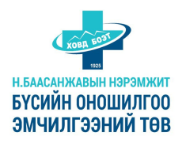 ХОВД БОЭТ
1925
Н.БААСАНЖАВЫН НЭРЭМЖИТ
БҮСИЙН ОНОШИЛГОО
ЭМЧИЛГЭЭНИЙ ТӨВ